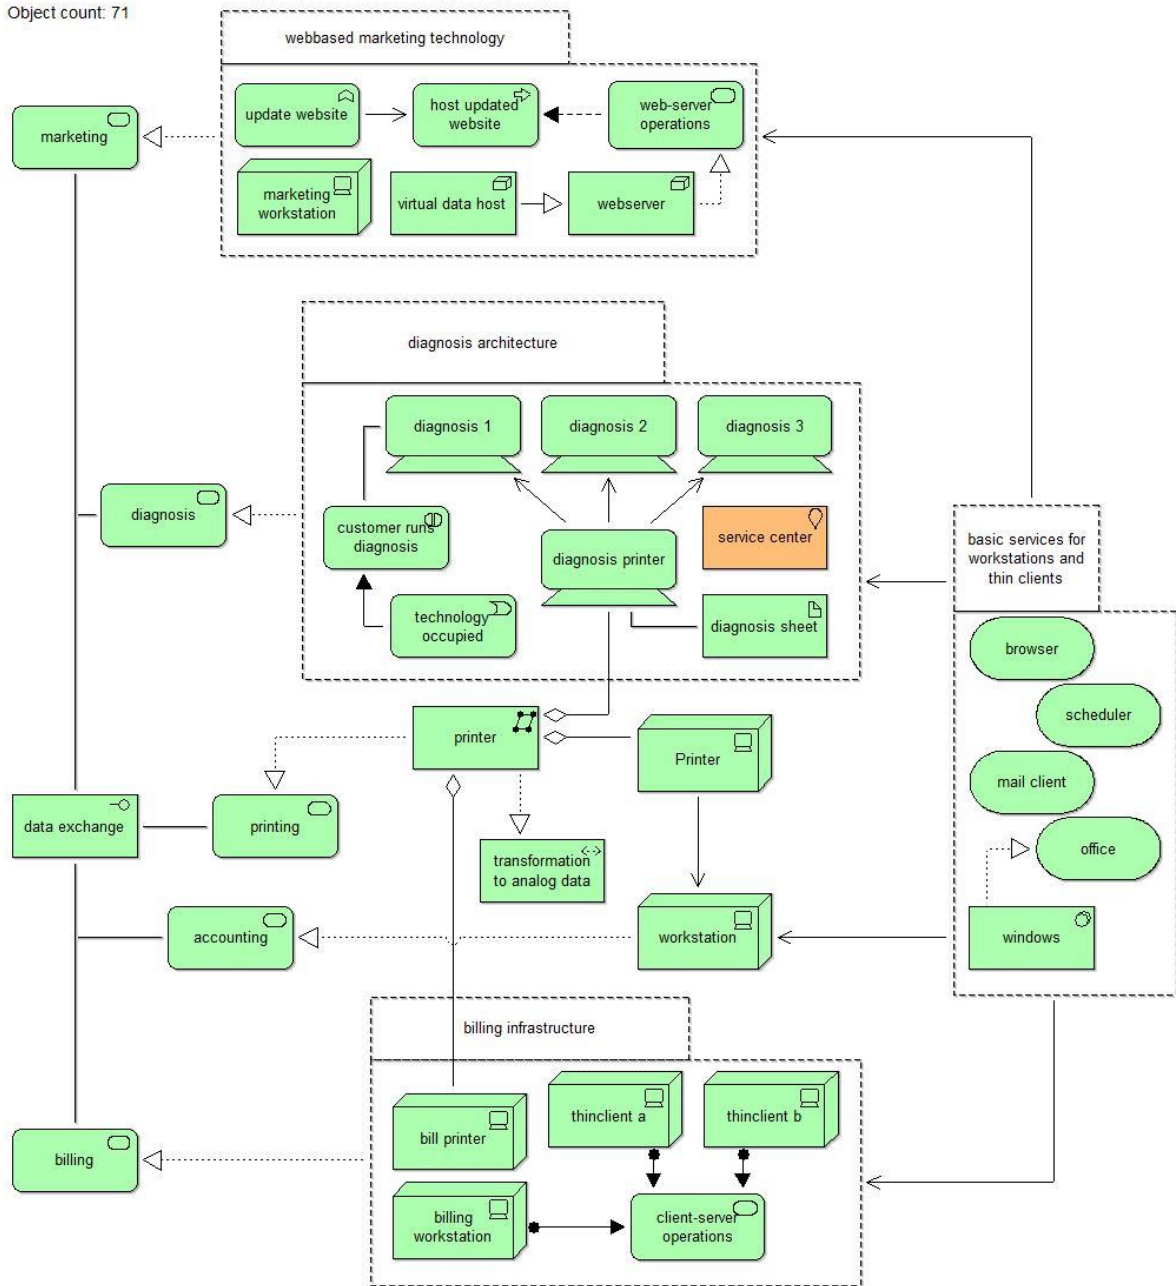 Object count: 71
webbased marketing technology
marketing
update website
host updated
website
web-server
operations
marketing
workstation
virtual data host
webserver
diagnosis architecture
diagnosis 1
diagnosis 2
diagnosis 3
diagnosis
customer runs
diagnosis
diagnosis printer
service center
technology
occupied
diagnosis sheet
basic services for
workstations and
thin clients
browser
scheduler
mail client
office
windows
printer
Printer
data exchange
printing
transformation
to analog data
accounting
workstation
billing infrastructure
billing
bill printer
thinclient a
thinclient b
billing
workstation
client-server
operations